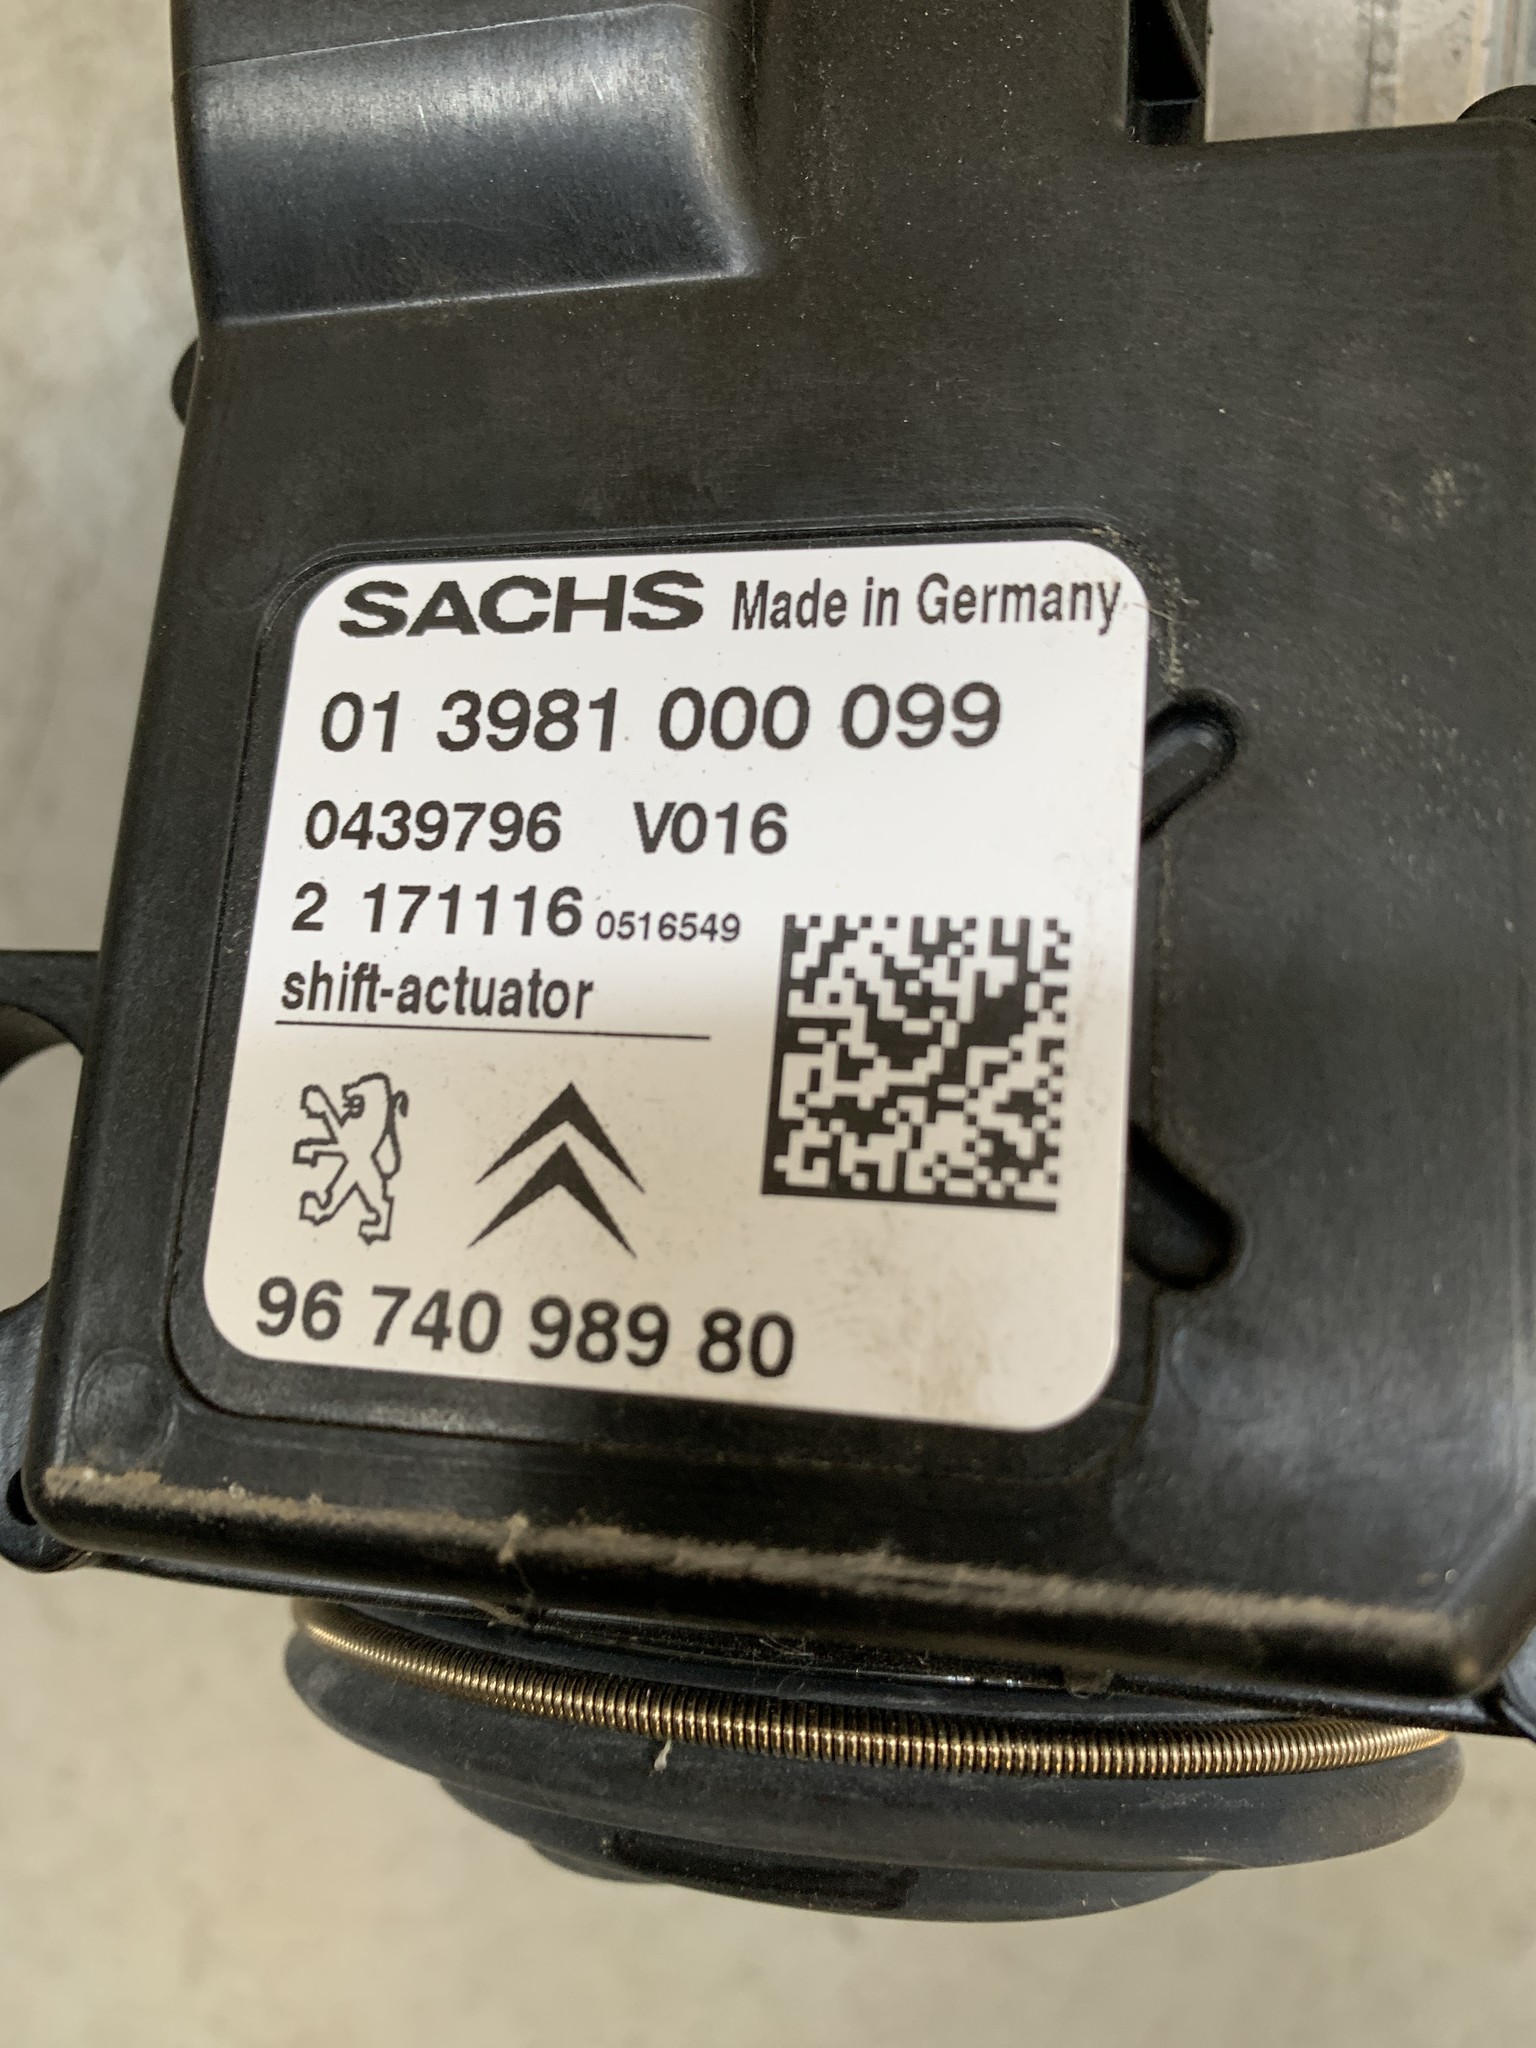 SACHS Made in Germany
01 3981 000 099
0439796 V016
2 171116 0516549
shift-actuator
96 740 989 80